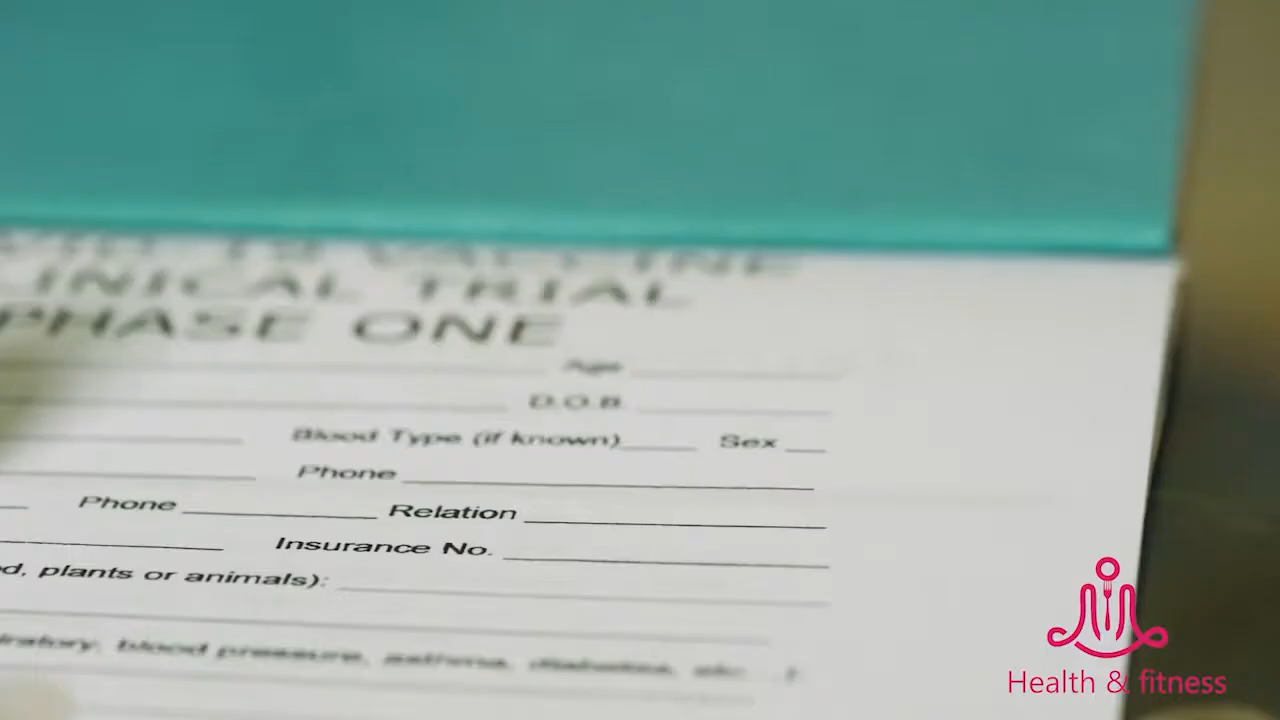 VACCINE
CLINICAL TRIAL
PHASE ONE
Age
D.O.B.
Blood Type (if known) Sex
Phone
Phone Relation
Insurance No.
plants or animals):
blood pressure, asthma, diabetes, etc. )
Health & fitness